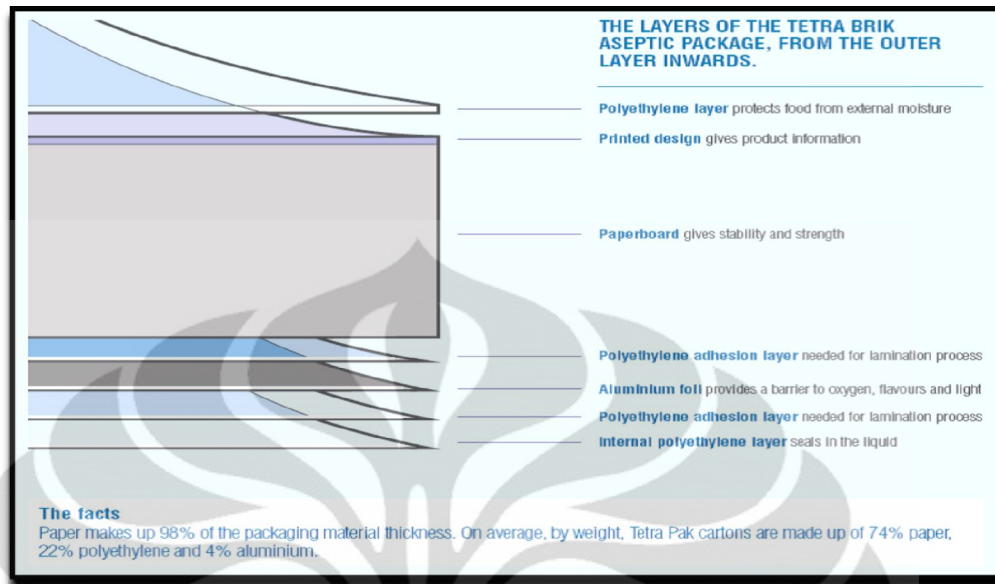 THE LAYERS OF THE TETRA BRIK
ASEPTIC PACKAGE, FROM THE OUTER
LAYER INWARDS.
Polyethylene layer protects food from external moisture
Printed design gives product information
Paperboard gives stability and strength
Polyethylene adhesion layer needed for lamination process
Aluminium foil provides a barrier to oxygen, flavours and light
Polyethylene adhesion layer needed for lamination process
Internal polyethylene layer seals in the liquid
The facts
Paper makes up 98% of the packaging material thickness. On average, by weight, Tetra Pak cartons are made up of 74% paper,
22% polyethylene and 4% aluminium.